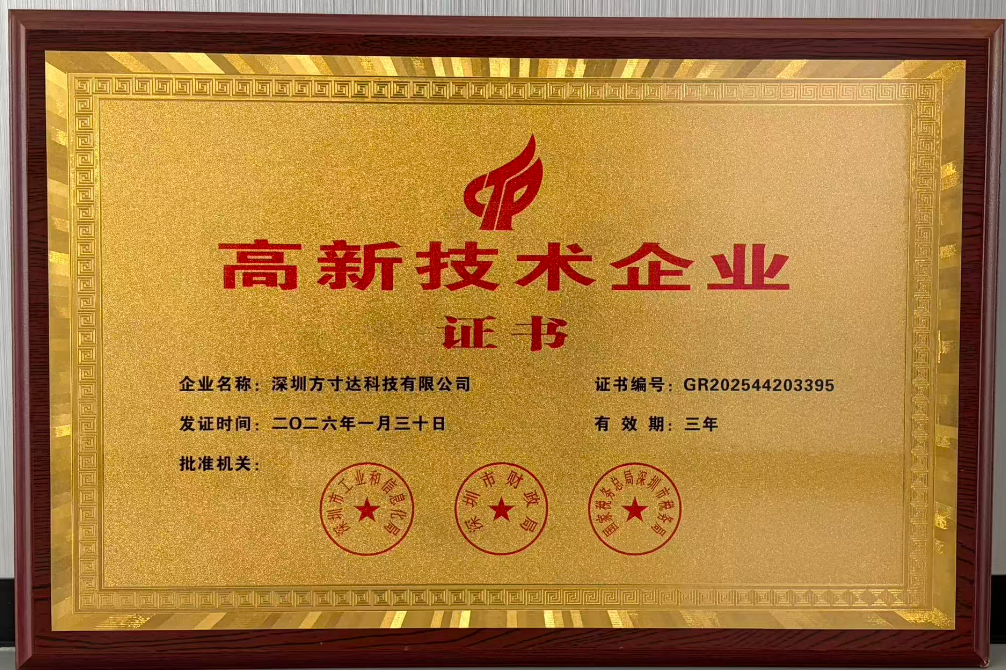 高新技术企业
证书
企业名称：深圳方寸达科技有限公司
证书编号：GR202544203395
发证时间：二O二六年一月三十日
有 效 期：三年
批准机关：
深圳市工业和信息化局
深圳市财政局
国家税务总局深圳市税务局